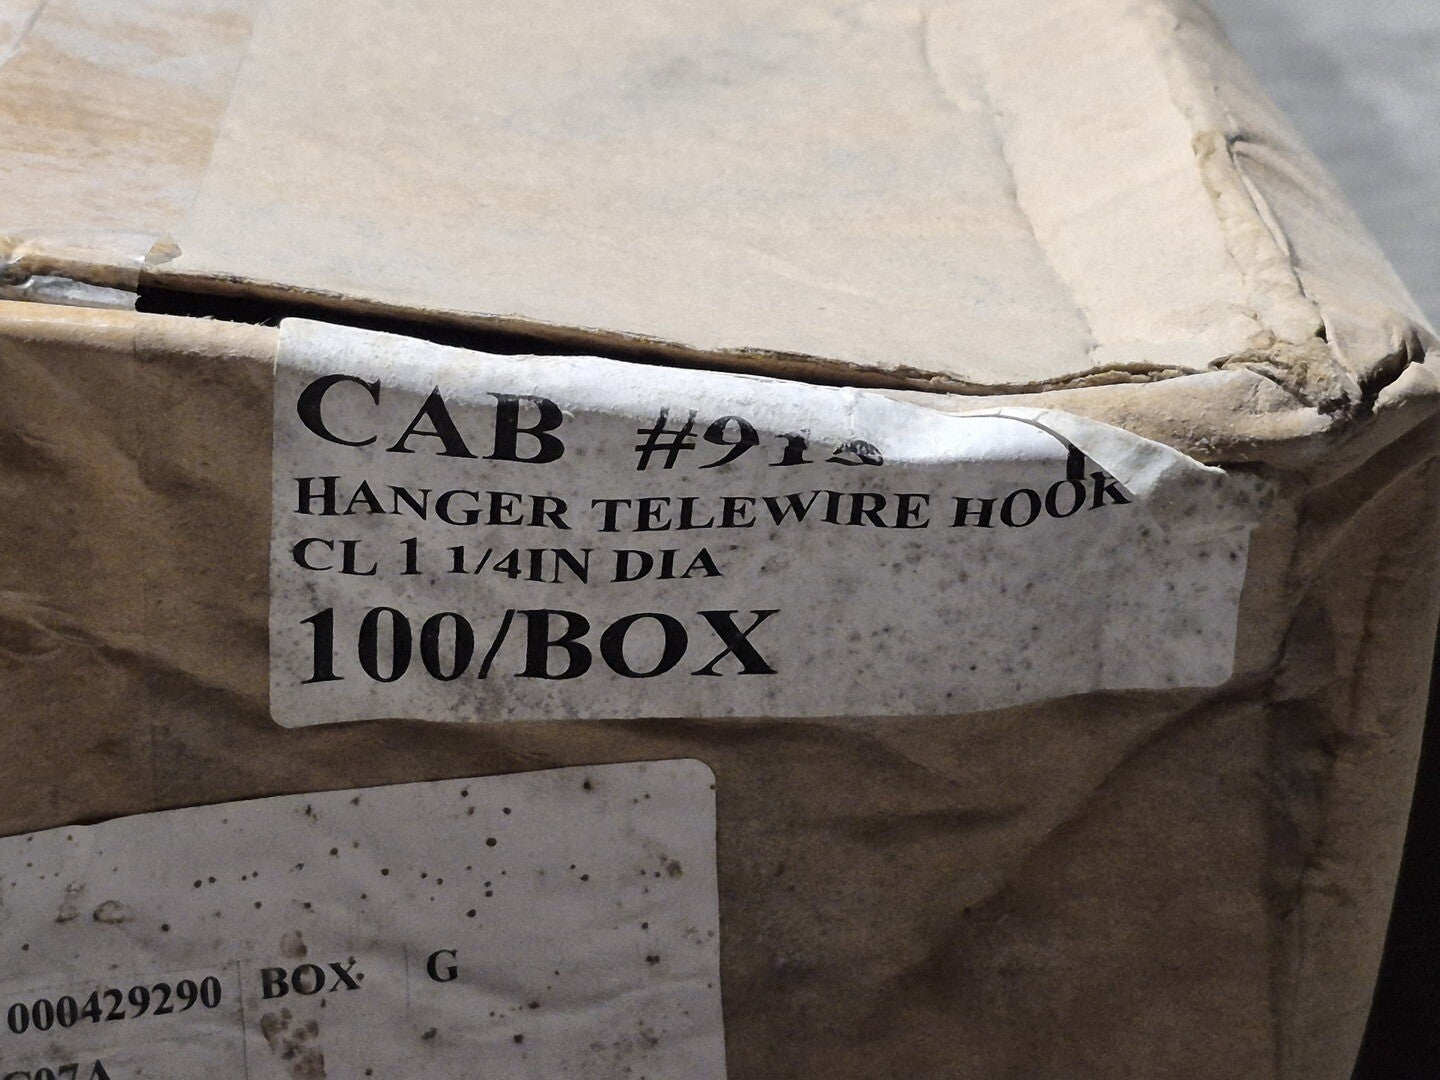 CAB
HANGER TELEWIRE HOOK
CL 1 1/4IN DIA
100/BOX
000429290 BOX G